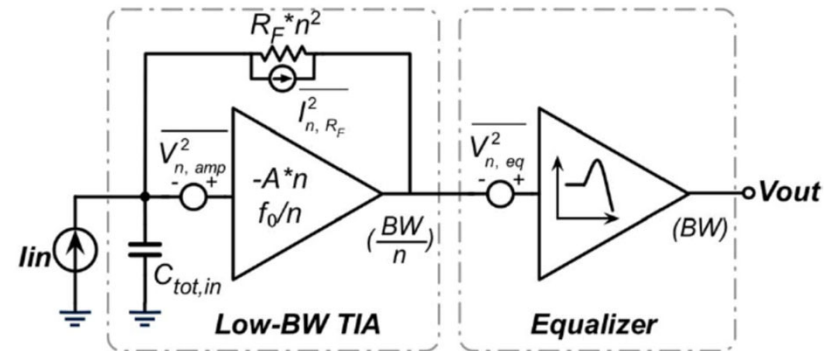 R_F*n²
I²_n, R_F
V²_n, amp
- +
-A*n
f₀/n
(BW/n)
V²_n, eq
- +
Vout
(BW)
Iin
C_tot,in
Low-BW TIA
Equalizer